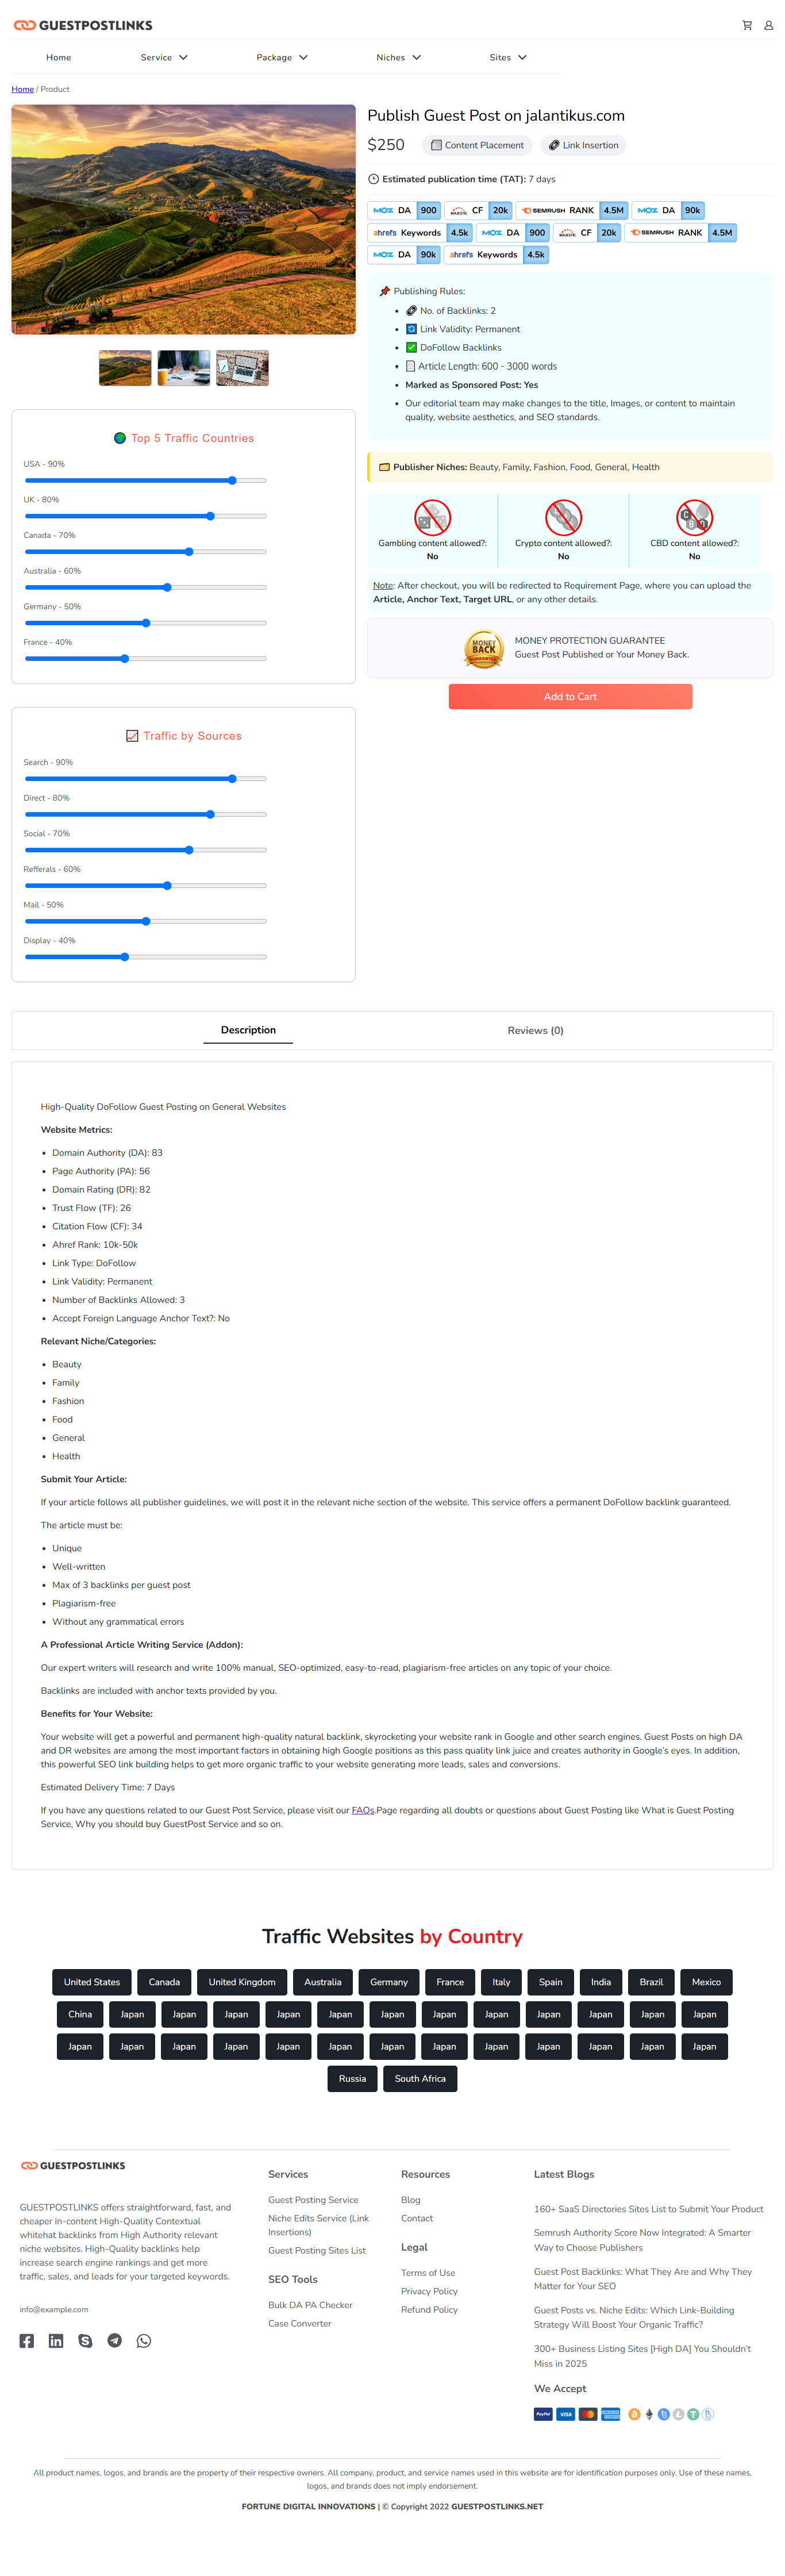 GUESTPOSTLINKS
Home
Service
Package
Niches
Sites
Home / Product
Publish Guest Post on jalantikus.com
$250
Content Placement
Link Insertion
Estimated publication time (TAT): 7 days
MOZ DA 900
MAJESTIC CF 20k
SEMRUSH RANK 4.5M
MOZ DA 90k
ahrefs Keywords 4.5k
MOZ DA 900
MAJESTIC CF 20k
SEMRUSH RANK 4.5M
MOZ DA 90k
ahrefs Keywords 4.5k
Publishing Rules:
No. of Backlinks: 2
Link Validity: Permanent
DoFollow Backlinks
Article Length: 600 - 3000 words
Marked as Sponsored Post: Yes
Our editorial team may make changes to the title, Images, or content to maintain
quality, website aesthetics, and SEO standards.
Publisher Niches: Beauty, Family, Fashion, Food, General, Health
Gambling content allowed?:
No
Crypto content allowed?:
No
CBD content allowed?:
No
Note: After checkout, you will be redirected to Requirement Page, where you can upload the
Article, Anchor Text, Target URL, or any other details.
MONEY BACK GUARANTEE
MONEY PROTECTION GUARANTEE
Guest Post Published or Your Money Back.
Add to Cart
Top 5 Traffic Countries
USA - 90%
UK - 80%
Canada - 70%
Australia - 60%
Germany - 50%
France - 40%
Traffic by Sources
Search - 90%
Direct - 80%
Social - 70%
Refferals - 60%
Mail - 50%
Display - 40%
Description
Reviews (0)
High-Quality DoFollow Guest Posting on General Websites
Website Metrics:
Domain Authority (DA): 83
Page Authority (PA): 56
Domain Rating (DR): 82
Trust Flow (TF): 26
Citation Flow (CF): 34
Ahref Rank: 10k-50k
Link Type: DoFollow
Link Validity: Permanent
Number of Backlinks Allowed: 3
Accept Foreign Language Anchor Text?: No
Relevant Niche/Categories:
Beauty
Family
Fashion
Food
General
Health
Submit Your Article:
If your article follows all publisher guidelines, we will post it in the relevant niche section of the website. This service offers a permanent DoFollow backlink guaranteed.
The article must be:
Unique
Well-written
Max of 3 backlinks per guest post
Plagiarism-free
Without any grammatical errors
A Professional Article Writing Service (Addon):
Our expert writers will research and write 100% manual, SEO-optimized, easy-to-read, plagiarism-free articles on any topic of your choice.
Backlinks are included with anchor texts provided by you.
Benefits for Your Website:
Your website will get a powerful and permanent high-quality natural backlink, skyrocketing your website rank in Google and other search engines. Guest Posts on high DA
and DR websites are among the most important factors in obtaining high Google positions as this pass quality link juice and creates authority in Google's eyes. In addition,
this powerful SEO link building helps to get more organic traffic to your website generating more leads, sales and conversions.
Estimated Delivery Time: 7 Days
If you have any questions related to our Guest Post Service, please visit our FAQs.Page regarding all doubts or questions about Guest Posting like What is Guest Posting
Service, Why you should buy GuestPost Service and so on.
Traffic Websites by Country
United States Canada United Kingdom Australia Germany France Italy Spain India Brazil Mexico
China Japan Japan Japan Japan Japan Japan Japan Japan Japan Japan Japan Japan
Japan Japan Japan Japan Japan Japan Japan Japan Japan Japan Japan Japan Japan
Russia South Africa
GUESTPOSTLINKS
GUESTPOSTLINKS offers straightforward, fast, and
cheaper in-content High-Quality Contextual
whitehat backlinks from High Authority relevant
niche websites. High-Quality backlinks help
increase search engine rankings and get more
traffic, sales, and leads for your targeted keywords.
info@example.com
Services
Guest Posting Service
Niche Edits Service (Link
Insertions)
Guest Posting Sites List
SEO Tools
Bulk DA PA Checker
Case Converter
Resources
Blog
Contact
Legal
Terms of Use
Privacy Policy
Refund Policy
Latest Blogs
160+ SaaS Directories Sites List to Submit Your Product
Semrush Authority Score Now Integrated: A Smarter
Way to Choose Publishers
Guest Post Backlinks: What They Are and Why They
Matter for Your SEO
Guest Posts vs. Niche Edits: Which Link-Building
Strategy Will Boost Your Organic Traffic?
300+ Business Listing Sites [High DA] You Shouldn't
Miss in 2025
We Accept
PayPal VISA
All product names, logos, and brands are the property of their respective owners. All company, product, and service names used in this website are for identification purposes only. Use of these names,
logos, and brands does not imply endorsement.
FORTUNE DIGITAL INNOVATIONS | © Copyright 2022 GUESTPOSTLINKS.NET